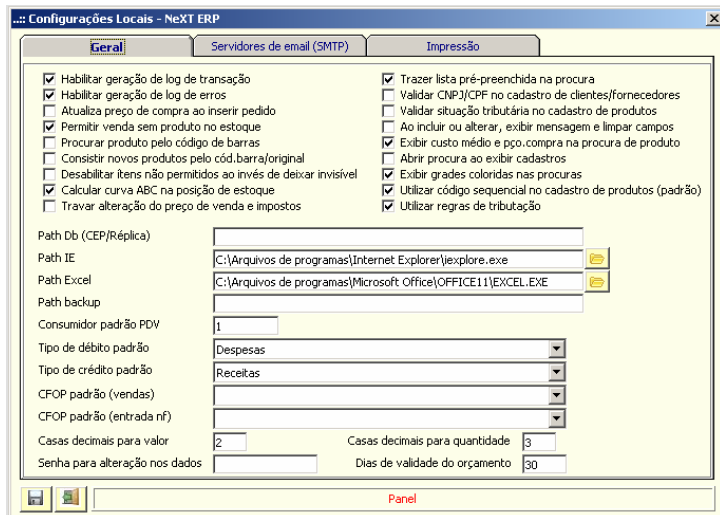 ..:: Configurações Locais - NeXT ERP
Geral
Servidores de email (SMTP)
Impressão
Habilitar geração de log de transação
Habilitar geração de log de erros
Atualiza preço de compra ao inserir pedido
Permitir venda sem produto no estoque
Procurar produto pelo código de barras
Consistir novos produtos pelo cód.barra/original
Desabilitar ítens não permitidos ao invés de deixar invisível
Calcular curva ABC na posição de estoque
Travar alteração do preço de venda e impostos
Trazer lista pré-preenchida na procura
Validar CNPJ/CPF no cadastro de clientes/fornecedores
Validar situação tributária no cadastro de produtos
Ao incluir ou alterar, exibir mensagem e limpar campos
Exibir custo médio e pço.compra na procura de produto
Abrir procura ao exibir cadastros
Exibir grades coloridas nas procuras
Utilizar código sequencial no cadastro de produtos (padrão)
Utilizar regras de tributação
Path Db (CEP/Réplica)
Path IE C:\Arquivos de programas\Internet Explorer\iexplore.exe
Path Excel C:\Arquivos de programas\Microsoft Office\OFFICE11\EXCEL.EXE
Path backup
Consumidor padrão PDV 1
Tipo de débito padrão Despesas
Tipo de crédito padrão Receitas
CFOP padrão (vendas)
CFOP padrão (entrada nf)
Casas decimais para valor 2 Casas decimais para quantidade 3
Senha para alteração nos dados Dias de validade do orçamento 30
Panel